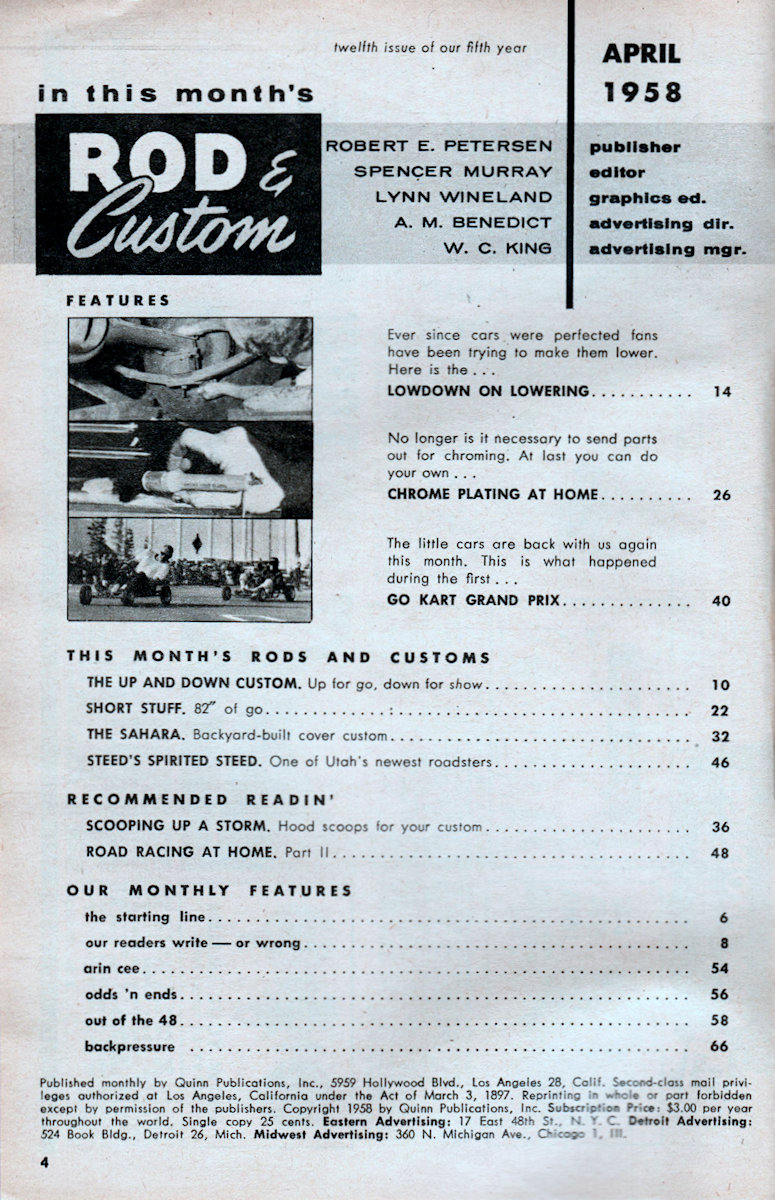 twelfth issue of our fifth year
APRIL
1958
in this month's
ROD &
Custom
ROBERT E. PETERSEN publisher
SPENCER MURRAY editor
LYNN WINELAND graphics ed.
A. M. BENEDICT advertising dir.
W. C. KING advertising mgr.
FEATURES
Ever since cars were perfected fans
have been trying to make them lower.
Here is the . . .
LOWDOWN ON LOWERING........... 14
No longer is it necessary to send parts
out for chroming. At last you can do
your own . . .
CHROME PLATING AT HOME.......... 26
The little cars are back with us again
this month. This is what happened
during the first . . .
GO KART GRAND PRIX.............. 40
THIS MONTH'S RODS AND CUSTOMS
THE UP AND DOWN CUSTOM. Up for go, down for show....................... 10
SHORT STUFF. 82" of go............................................... 22
THE SAHARA. Backyard-built cover custom................................. 32
STEED'S SPIRITED STEED. One of Utah's newest roadsters...................... 46
RECOMMENDED READIN'
SCOOPING UP A STORM. Hood scoops for your custom....................... 36
ROAD RACING AT HOME. Part II........................................ 48
OUR MONTHLY FEATURES
the starting line..................................................... 6
our readers write — or wrong........................................... 8
arin cee............................................................ 54
odds 'n ends........................................................ 56
out of the 48........................................................ 58
backpressure ....................................................... 66
Published monthly by Quinn Publications, Inc., 5959 Hollywood Blvd., Los Angeles 28, Calif. Second-class mail privi-
leges authorized at Los Angeles, California under the Act of March 3, 1897. Reprinting in whole or part forbidden
except by permission of the publishers. Copyright 1958 by Quinn Publications, Inc. Subscription Price: $3.00 per year
throughout the world. Single copy 25 cents. Eastern Advertising: 17 East 48th St., N. Y. C. Detroit Advertising:
524 Book Bldg., Detroit 26, Mich. Midwest Advertising: 360 N. Michigan Ave., Chicago 1, Ill.
4